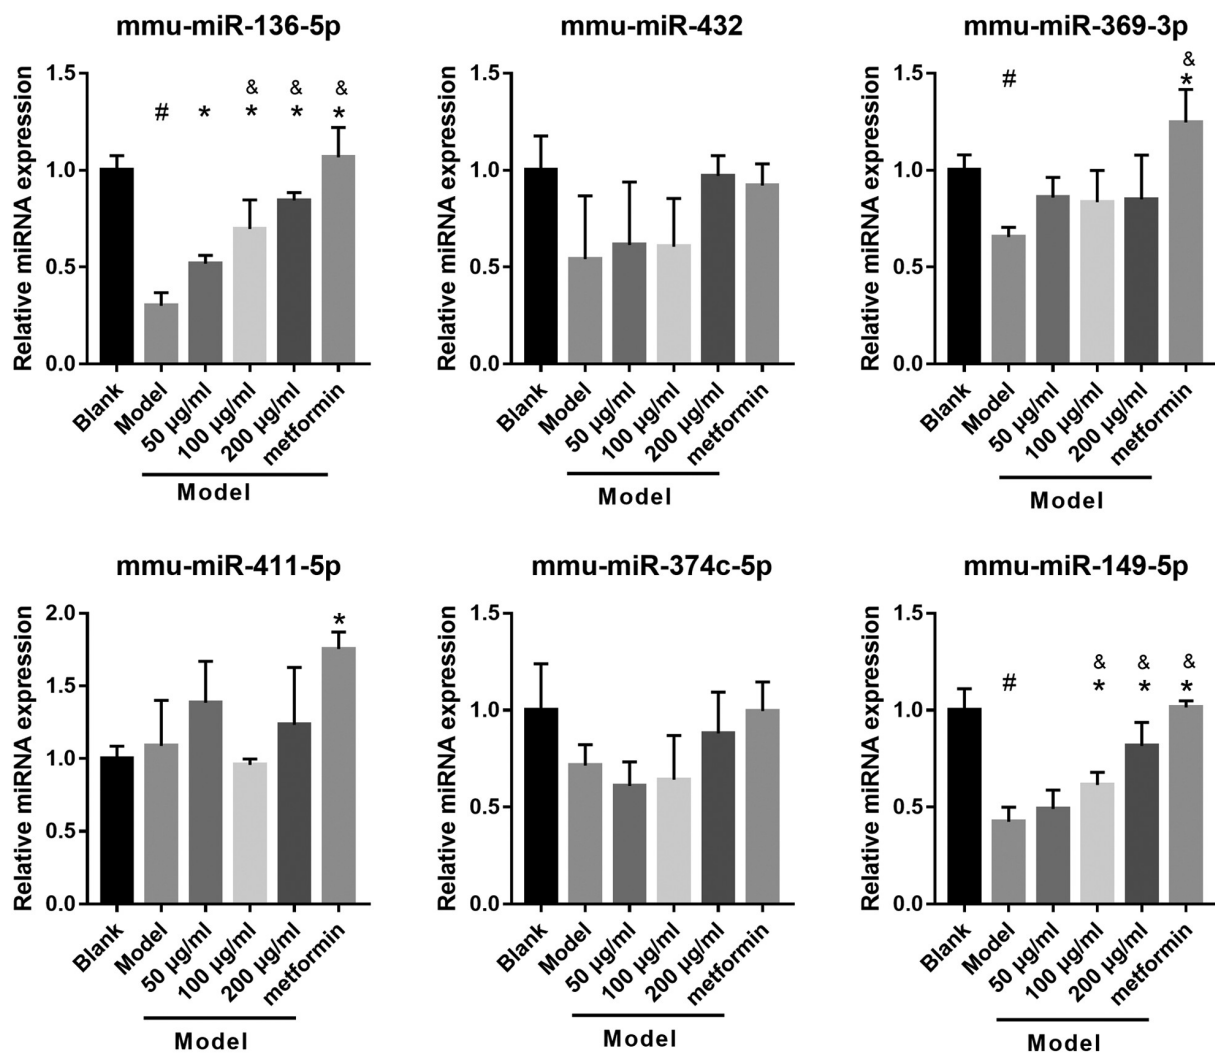 mmu-miR-136-5p
Relative miRNA expression
1.5
1.0
0.5
0.0
&
&
&
#
*
*
*
*
Blank
Model
50 µg/ml
100 µg/ml
200 µg/ml
metformin
Model
mmu-miR-432
Relative miRNA expression
1.5
1.0
0.5
0.0
Blank
Model
50 µg/ml
100 µg/ml
200 µg/ml
metformin
Model
mmu-miR-369-3p
Relative miRNA expression
1.5
1.0
0.5
0.0
&
#
*
Blank
Model
50 µg/ml
100 µg/ml
200 µg/ml
metformin
Model
mmu-miR-411-5p
Relative miRNA expression
2.0
1.5
1.0
0.5
0.0
*
Blank
Model
50 µg/ml
100 µg/ml
200 µg/ml
metformin
Model
mmu-miR-374c-5p
Relative miRNA expression
1.5
1.0
0.5
0.0
Blank
Model
50 µg/ml
100 µg/ml
200 µg/ml
metformin
Model
mmu-miR-149-5p
Relative miRNA expression
1.5
1.0
0.5
0.0
&
&
&
#
*
*
*
Blank
Model
50 µg/ml
100 µg/ml
200 µg/ml
metformin
Model